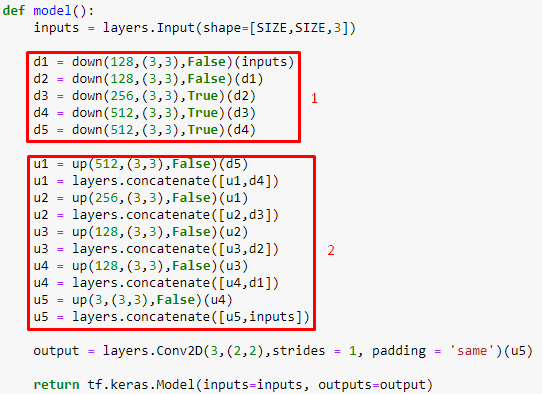 def model():
    inputs = layers.Input(shape=[SIZE,SIZE,3])
    d1 = down(128,(3,3),False)(inputs)
    d2 = down(128,(3,3),False)(d1)
    d3 = down(256,(3,3),True)(d2)
    d4 = down(512,(3,3),True)(d3)
    d5 = down(512,(3,3),True)(d4)
1
    u1 = up(512,(3,3),False)(d5)
    u1 = layers.concatenate([u1,d4])
    u2 = up(256,(3,3),False)(u1)
    u2 = layers.concatenate([u2,d3])
    u3 = up(128,(3,3),False)(u2)
    u3 = layers.concatenate([u3,d2])
    u4 = up(128,(3,3),False)(u3)
    u4 = layers.concatenate([u4,d1])
    u5 = up(3,(3,3),False)(u4)
    u5 = layers.concatenate([u5,inputs])
2
    output = layers.Conv2D(3,(2,2),strides = 1, padding = 'same')(u5)
    return tf.keras.Model(inputs=inputs, outputs=output)